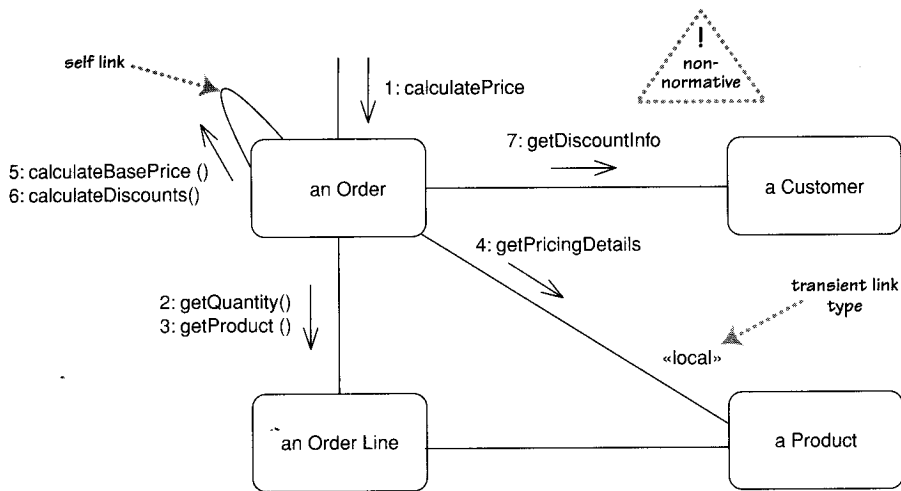 self link
1: calculatePrice
!
non-
normative
5: calculateBasePrice ()
6: calculateDiscounts()
an Order
7: getDiscountInfo
a Customer
4: getPricingDetails
2: getQuantity()
3: getProduct ()
transient link
type
«local»
an Order Line
a Product